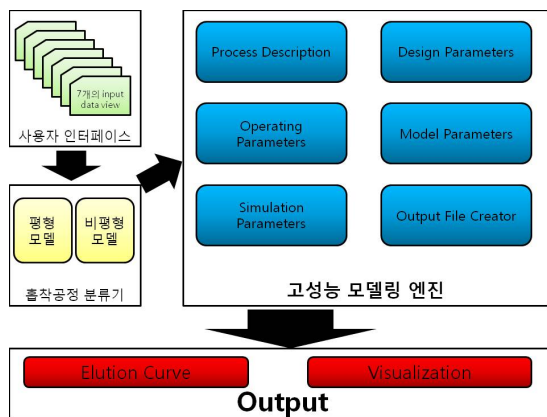 7개의 input
data view
사용자 인터페이스
평형
모델
비평형
모델
흡착공정 분류기
Process Description
Design Parameters
Operating
Parameters
Model Parameters
Simulation
Parameters
Output File Creator
고성능 모델링 엔진
Elution Curve
Visualization
Output